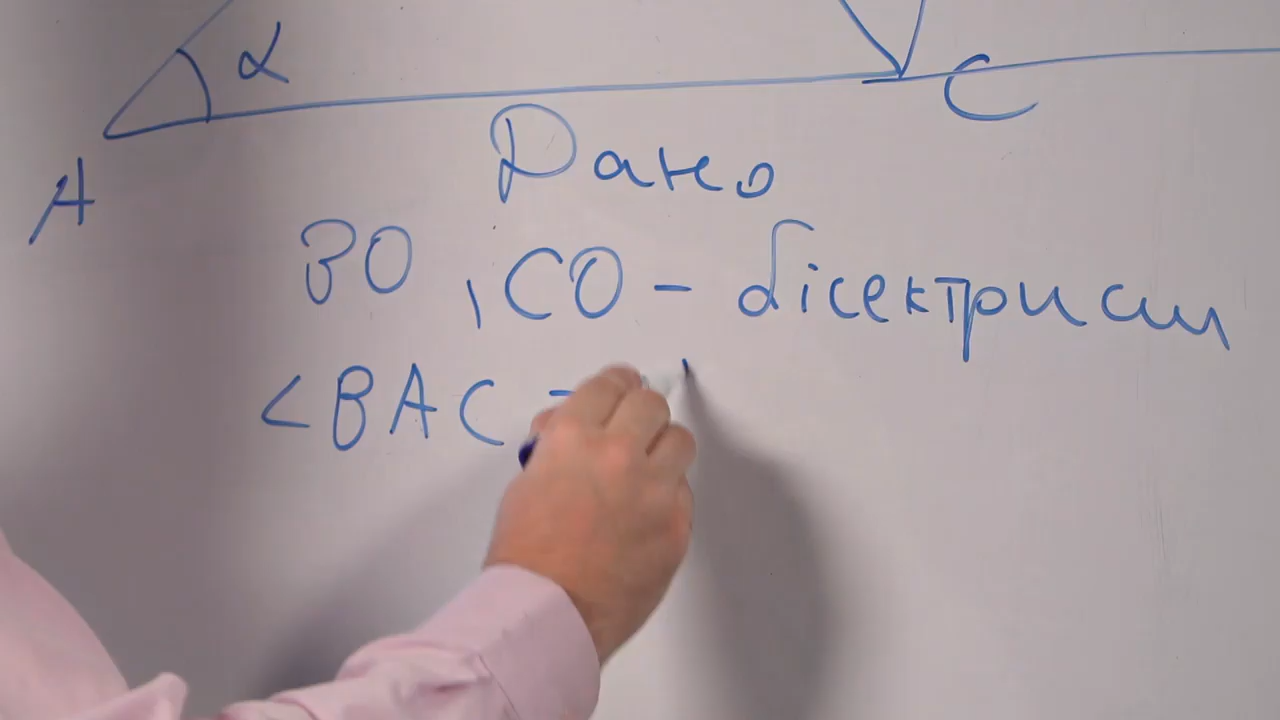 α
C
A
Дано
BO, CO - бісектриси
<BAC =